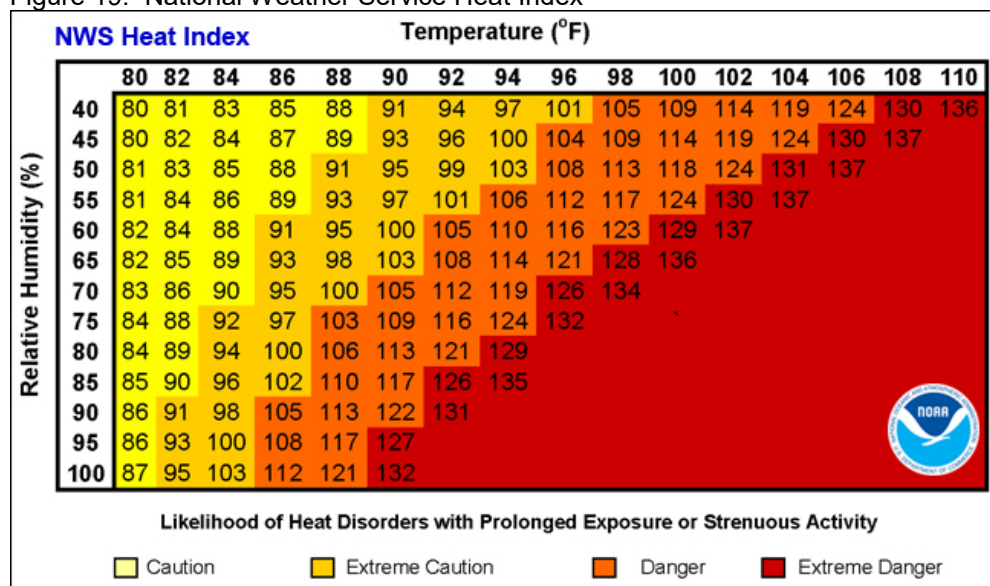 Figure 19: National Weather Service Heat Index
NWS Heat Index Temperature (°F)
80 82 84 86 88 90 92 94 96 98 100 102 104 106 108 110
40 80 81 83 85 88 91 94 97 101 105 109 114 119 124 130 136
45 80 82 84 87 89 93 96 100 104 109 114 119 124 130 137
50 81 83 85 88 91 95 99 103 108 113 118 124 131 137
55 81 84 86 89 93 97 101 106 112 117 124 130 137
60 82 84 88 91 95 100 105 110 116 123 129 137
65 82 85 89 93 98 103 108 114 121 128 136
70 83 86 90 95 100 105 112 119 126 134
75 84 88 92 97 103 109 116 124 132
80 84 89 94 100 106 113 121 129
85 85 90 96 102 110 117 126 135
90 86 91 98 105 113 122 131
95 86 93 100 108 117 127
100 87 95 103 112 121 132
Relative Humidity (%)
NOAA
Likelihood of Heat Disorders with Prolonged Exposure or Strenuous Activity
Caution Extreme Caution Danger Extreme Danger